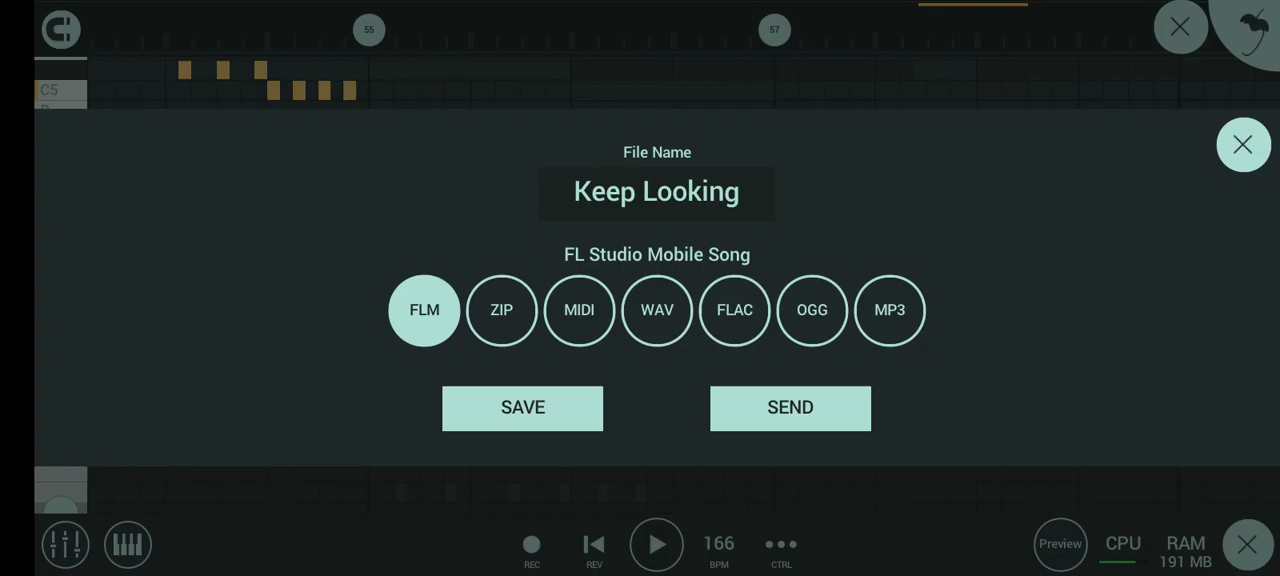 55
57
C5
File Name
Keep Looking
FL Studio Mobile Song
FLM ZIP MIDI WAV FLAC OGG MP3
SAVE SEND
REC REV 166 BPM CTRL
Preview CPU RAM
191 MB